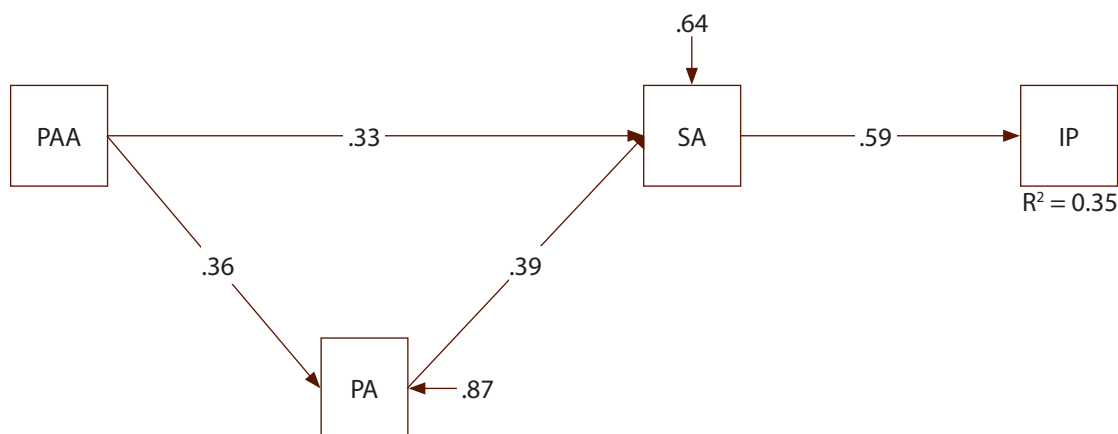 .64
PAA
.33
SA
.59
IP
R² = 0.35
.36
.39
PA
.87